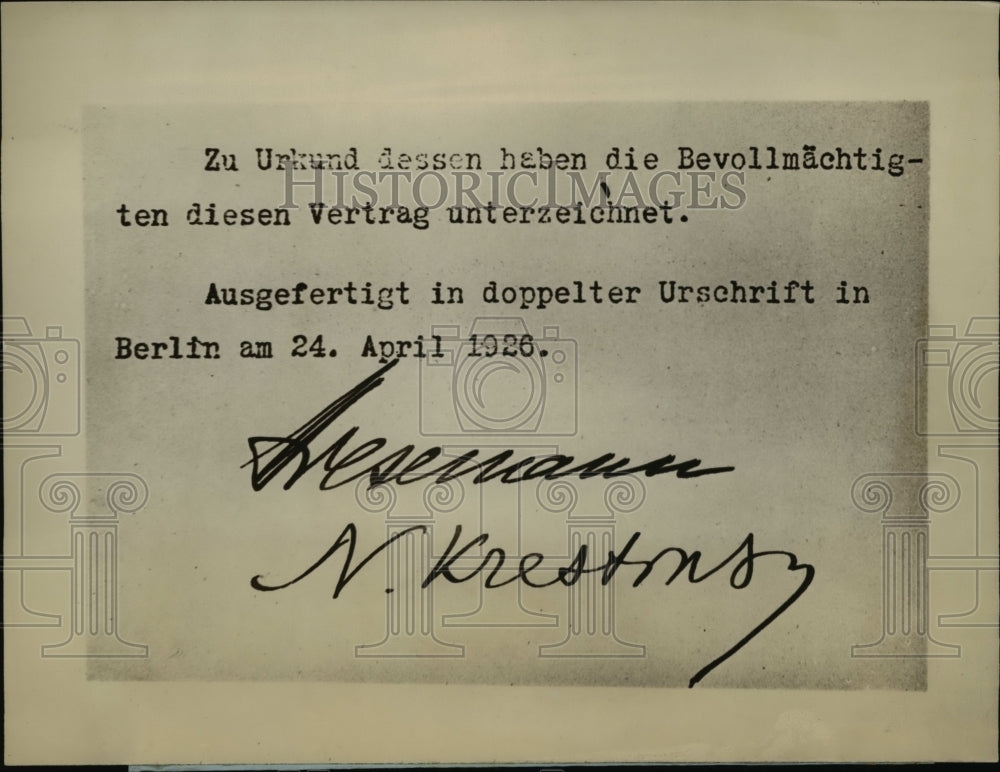 Zu Urkund dessen haben die Bevollmächtig-
ten diesen Vertrag unterzeichnet.
HISTORICIMAGES
Ausgefertigt in doppelter Urschrift in
Berlin am 24. April 1926.
Stresemann
N. Krestinsky